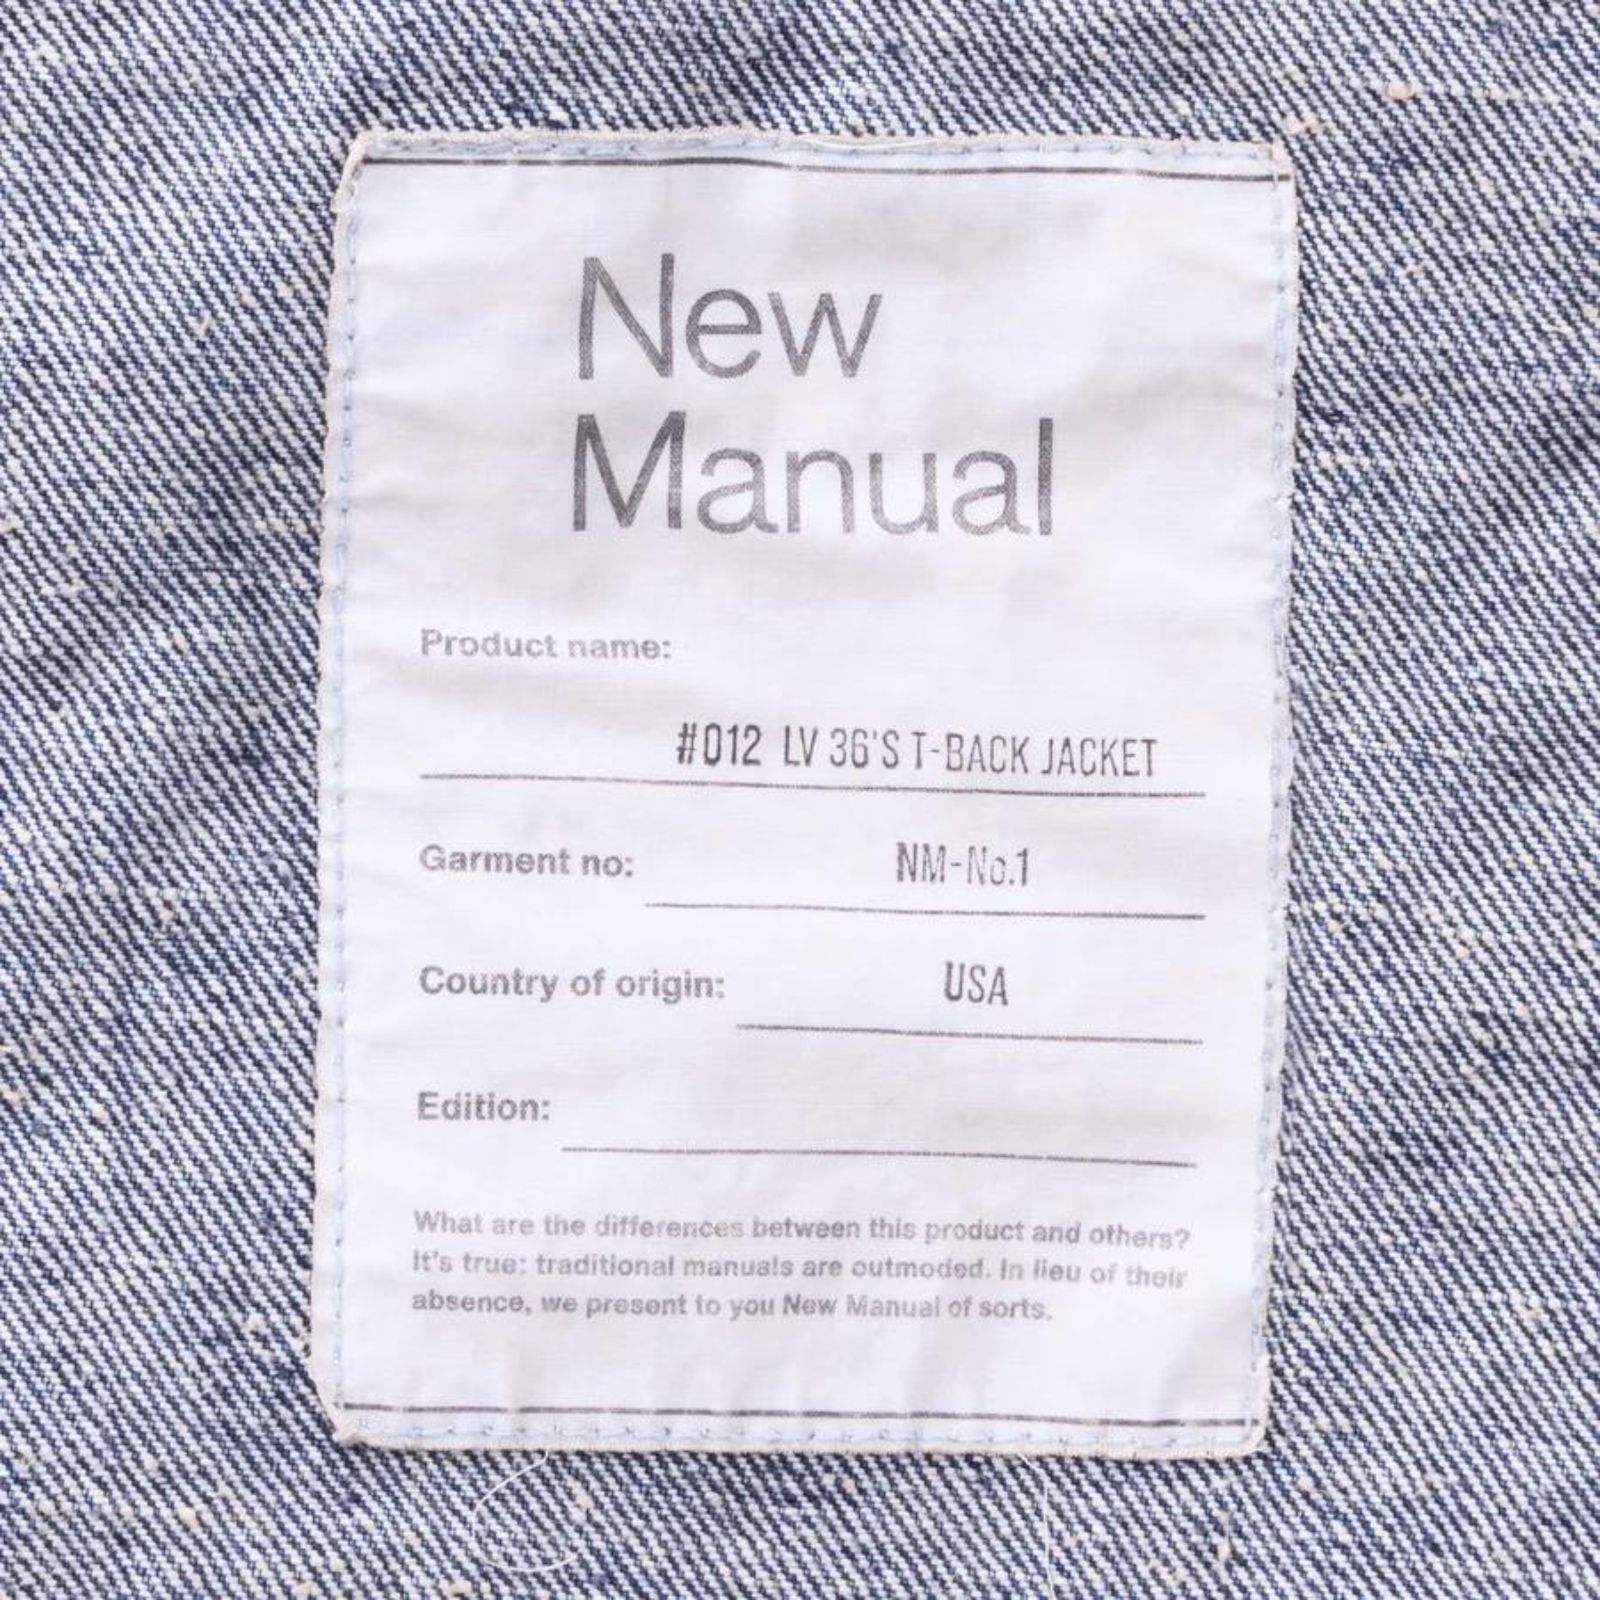 New
Manual
Product name:
#012 LV 36'S T-BACK JACKET
Garment no: NM-No.1
Country of origin: USA
Edition:
What are the differences between this product and others?
It's true: traditional manuals are outmoded. In lieu of their
absence, we present to you New Manual of sorts.